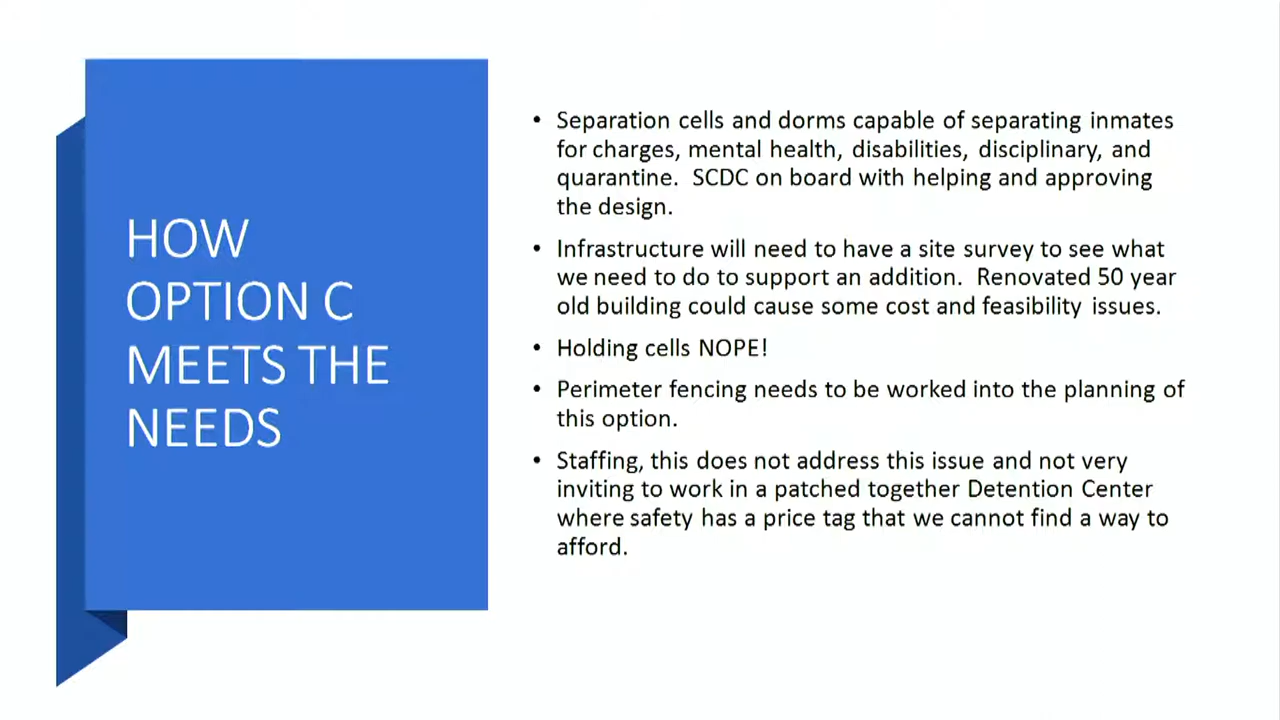 HOW
OPTION C
MEETS THE
NEEDS
• Separation cells and dorms capable of separating inmates
for charges, mental health, disabilities, disciplinary, and
quarantine.  SCDC on board with helping and approving
the design.
• Infrastructure will need to have a site survey to see what
we need to do to support an addition.  Renovated 50 year
old building could cause some cost and feasibility issues.
• Holding cells NOPE!
• Perimeter fencing needs to be worked into the planning of
this option.
• Staffing, this does not address this issue and not very
inviting to work in a patched together Detention Center
where safety has a price tag that we cannot find a way to
afford.